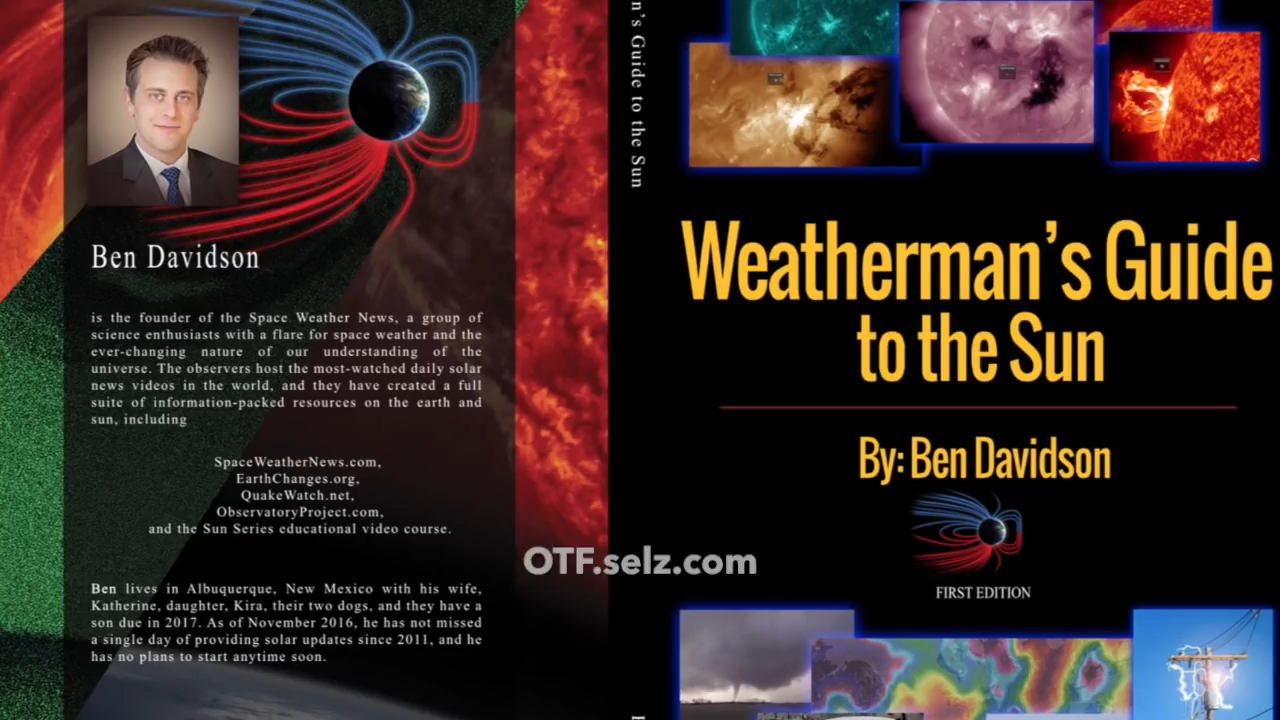 Ben Davidson
is the founder of the Space Weather News, a group of
science enthusiasts with a flare for space weather and the
ever-changing nature of our understanding of the
universe. The observers host the most-watched daily solar
news videos in the world, and they have created a full
suite of information-packed resources on the earth and
sun, including
SpaceWeatherNews.com,
EarthChanges.org,
QuakeWatch.net,
ObservatoryProject.com,
and the Sun Series educational video course.
Ben lives in Albuquerque, New Mexico with his wife,
Katherine, daughter, Kira, their two dogs, and they have a
son due in 2017. As of November 2016, he has not missed
a single day of providing solar updates since 2011, and he
has no plans to start anytime soon.
n's Guide to the Sun
Weatherman's Guide
to the Sun
By: Ben Davidson
FIRST EDITION
OTF.selz.com